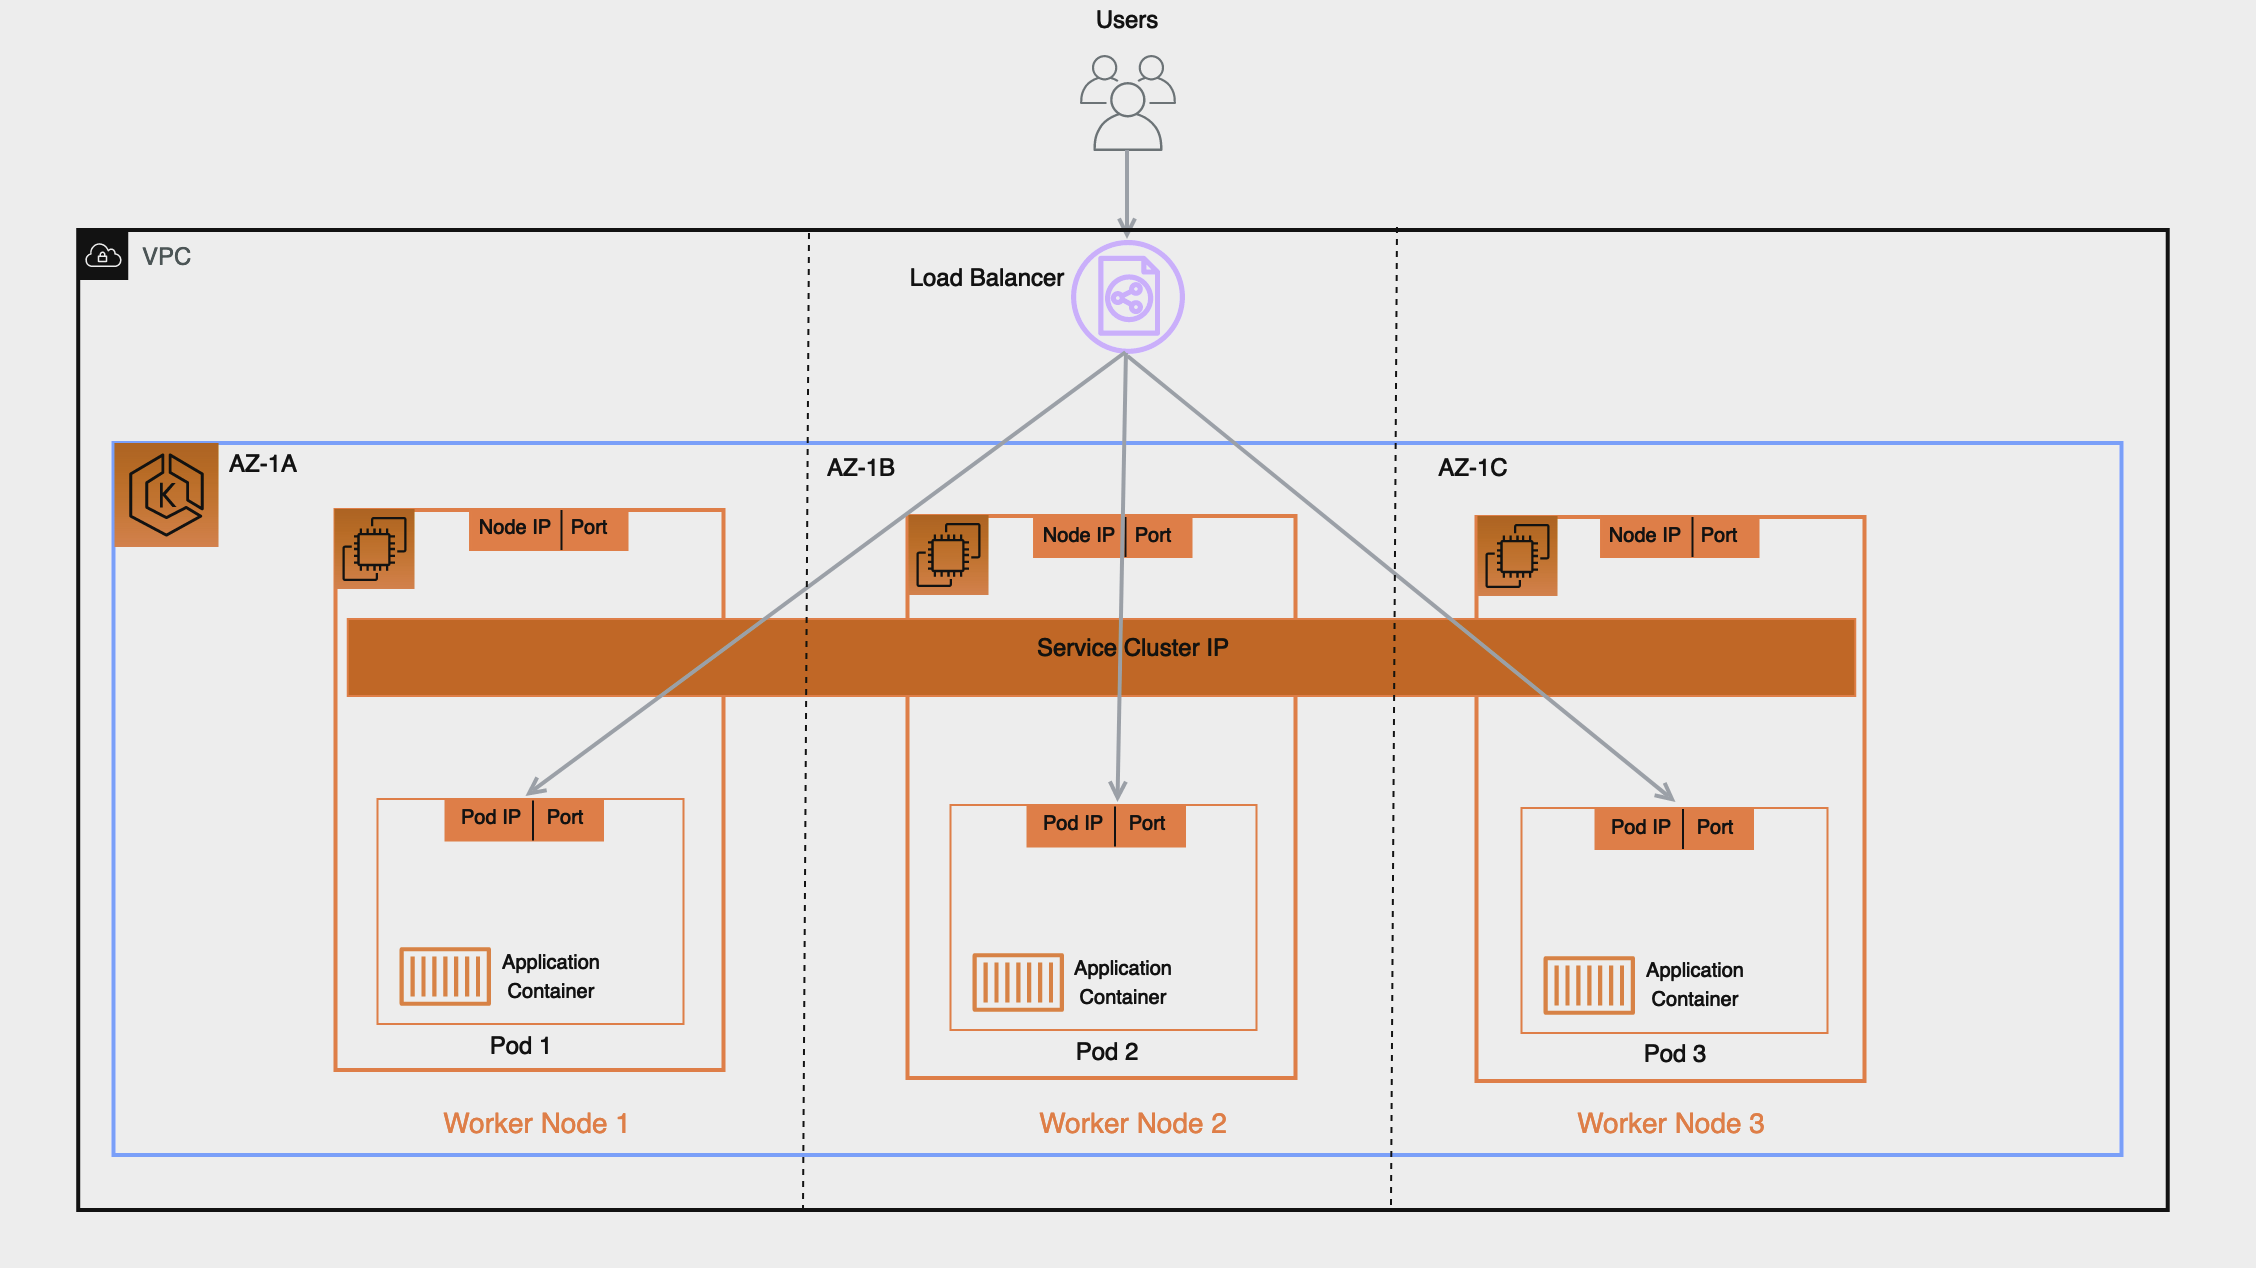 Users
VPC
Load Balancer
AZ-1A
AZ-1B
AZ-1C
K
Node IP | Port
Node IP | Port
Node IP | Port
Service Cluster IP
Pod IP | Port
Pod IP | Port
Pod IP | Port
Application
Container
Application
Container
Application
Container
Pod 1
Pod 2
Pod 3
Worker Node 1
Worker Node 2
Worker Node 3